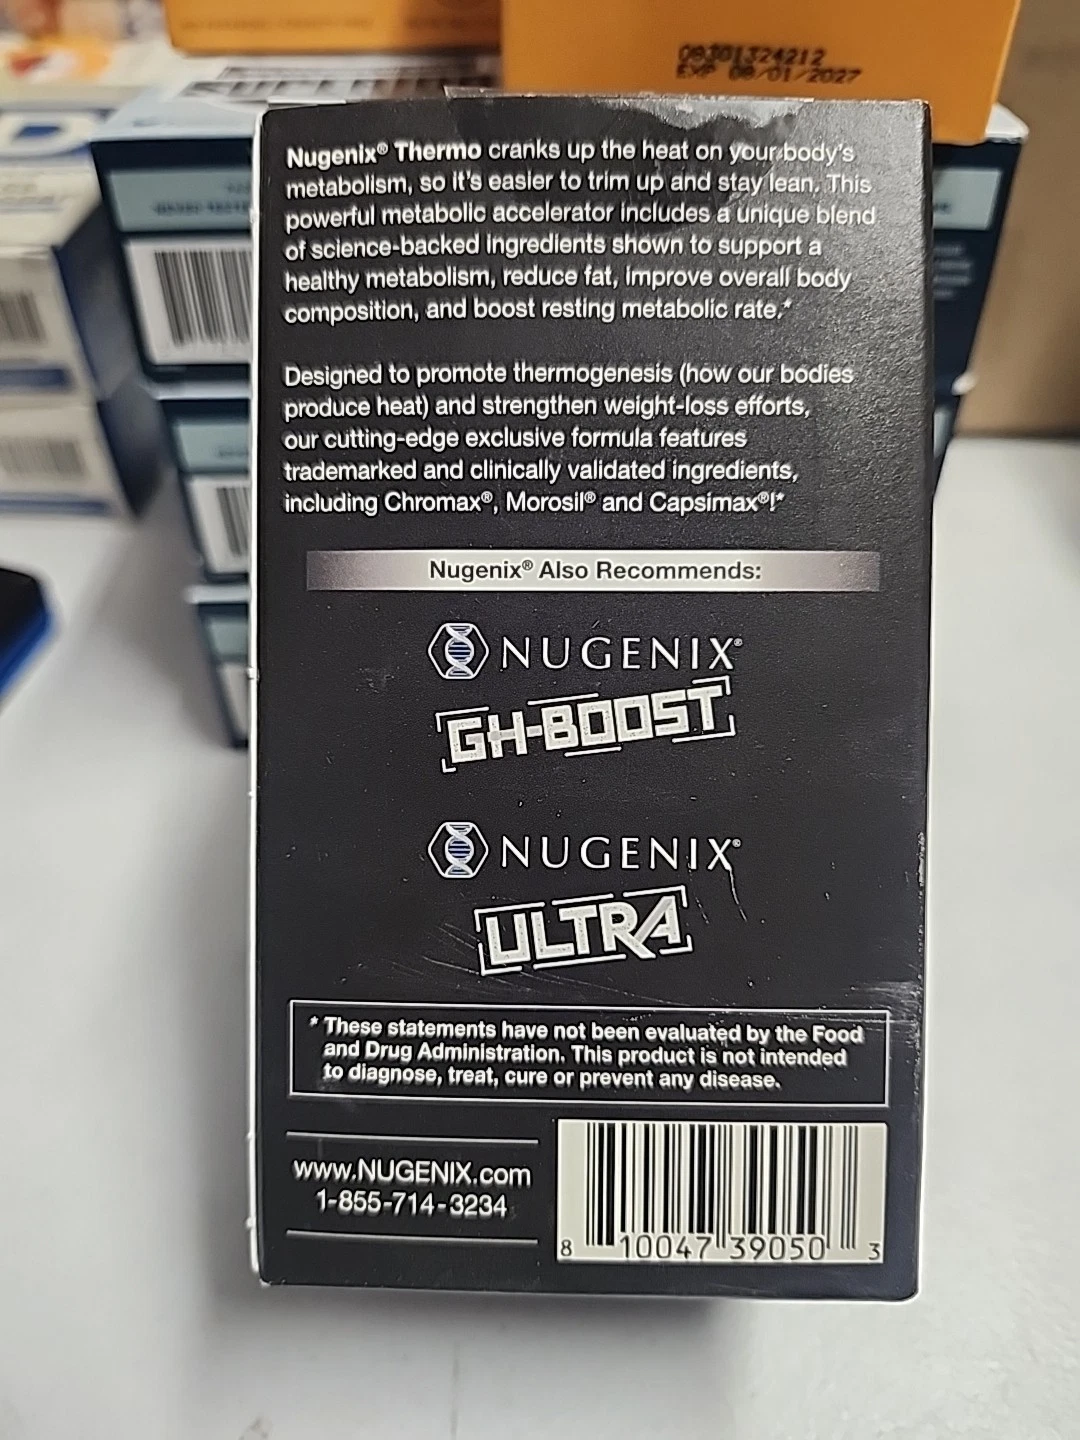 08301324212
EXP 08/01/2027
Nugenix® Thermo cranks up the heat on your body's
metabolism, so it's easier to trim up and stay lean. This
powerful metabolic accelerator includes a unique blend
of science-backed ingredients shown to support a
healthy metabolism, reduce fat, improve overall body
composition, and boost resting metabolic rate.*
Designed to promote thermogenesis (how our bodies
produce heat) and strengthen weight-loss efforts,
our cutting-edge exclusive formula features
trademarked and clinically validated ingredients,
including Chromax®, Morosil® and Capsimax®!*
Nugenix® Also Recommends:
NUGENIX®
GH-BOOST
NUGENIX®
ULTRA
* These statements have not been evaluated by the Food
and Drug Administration. This product is not intended
to diagnose, treat, cure or prevent any disease.
www.NUGENIX.com
1-855-714-3234
8 10047 39050 3